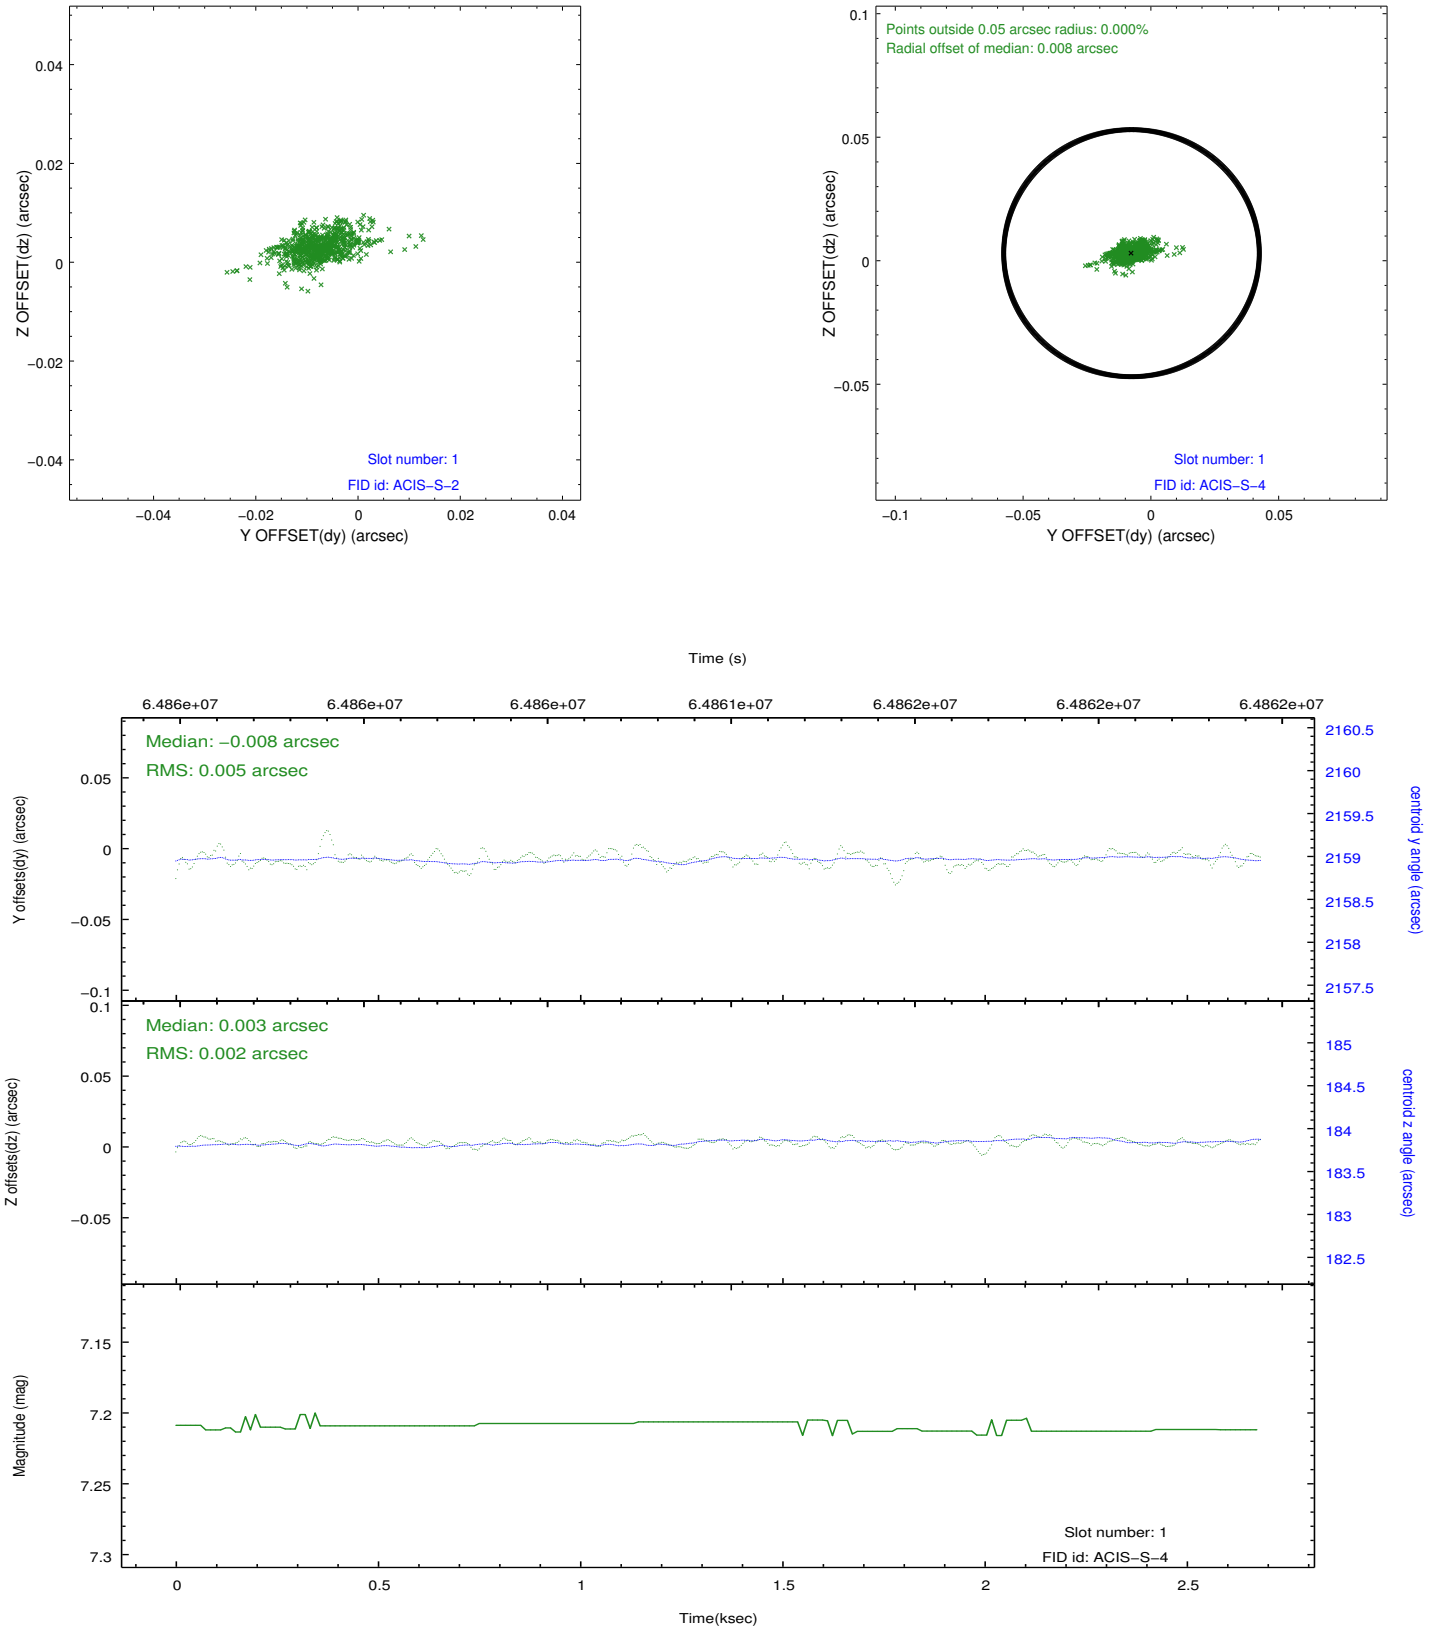 0.04
0.02
0
−0.02
−0.04
Z OFFSET(dz) (arcsec)
Slot number: 1
FID id: ACIS−S−2
−0.04
−0.02
0
0.02
0.04
Y OFFSET(dy) (arcsec)
0.1
0.05
0
−0.05
Z OFFSET(dz) (arcsec)
Points outside 0.05 arcsec radius: 0.000%
Radial offset of median: 0.008 arcsec
Slot number: 1
FID id: ACIS−S−4
−0.1
−0.05
0
0.05
Y OFFSET(dy) (arcsec)
Time (s)
6.486e+07
6.486e+07
6.486e+07
6.4861e+07
6.4862e+07
6.4862e+07
6.4862e+07
Median: −0.008 arcsec
RMS: 0.005 arcsec
0.05
0
−0.05
−0.1
Y offsets(dy) (arcsec)
2160.5
2160
2159.5
2159
2158.5
2158
2157.5
centroid y angle (arcsec)
Median: 0.003 arcsec
RMS: 0.002 arcsec
0.1
0.05
0
−0.05
Z offsets(dz) (arcsec)
185
184.5
184
183.5
183
182.5
centroid z angle (arcsec)
7.15
7.2
7.25
7.3
Magnitude (mag)
Slot number: 1
FID id: ACIS−S−4
0
0.5
1
1.5
2
2.5
Time(ksec)